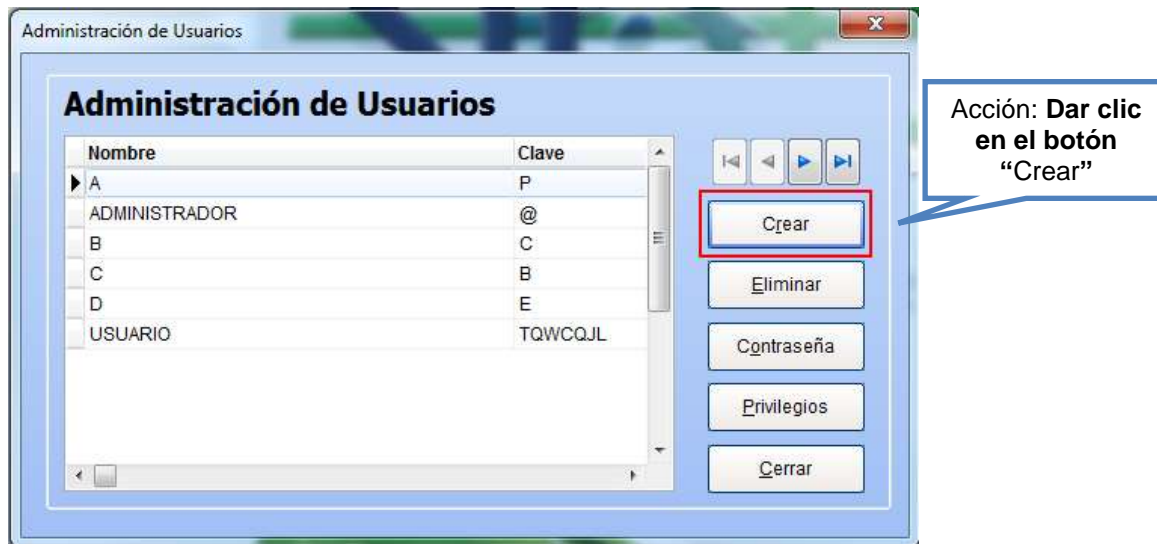 Administración de Usuarios
Administración de Usuarios
Nombre Clave
A P
ADMINISTRADOR @
B C
C B
D E
USUARIO TQWCQJL
Crear
Eliminar
Contraseña
Privilegios
Cerrar
Acción: Dar clic
en el botón
“Crear”